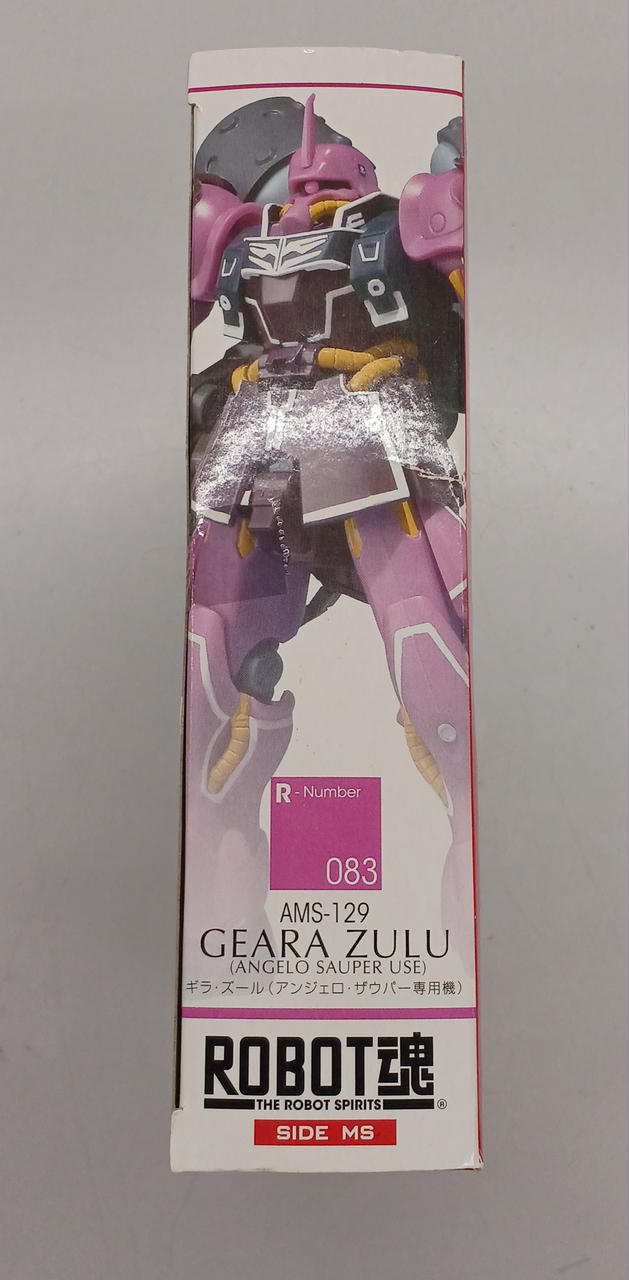 R - Number
083
AMS-129
GEARA ZULU
(ANGELO SAUPER USE)
ギラ・ズール(アンジェロ・ザウパー専用機)
ROBOT魂
THE ROBOT SPIRITS ®
SIDE MS